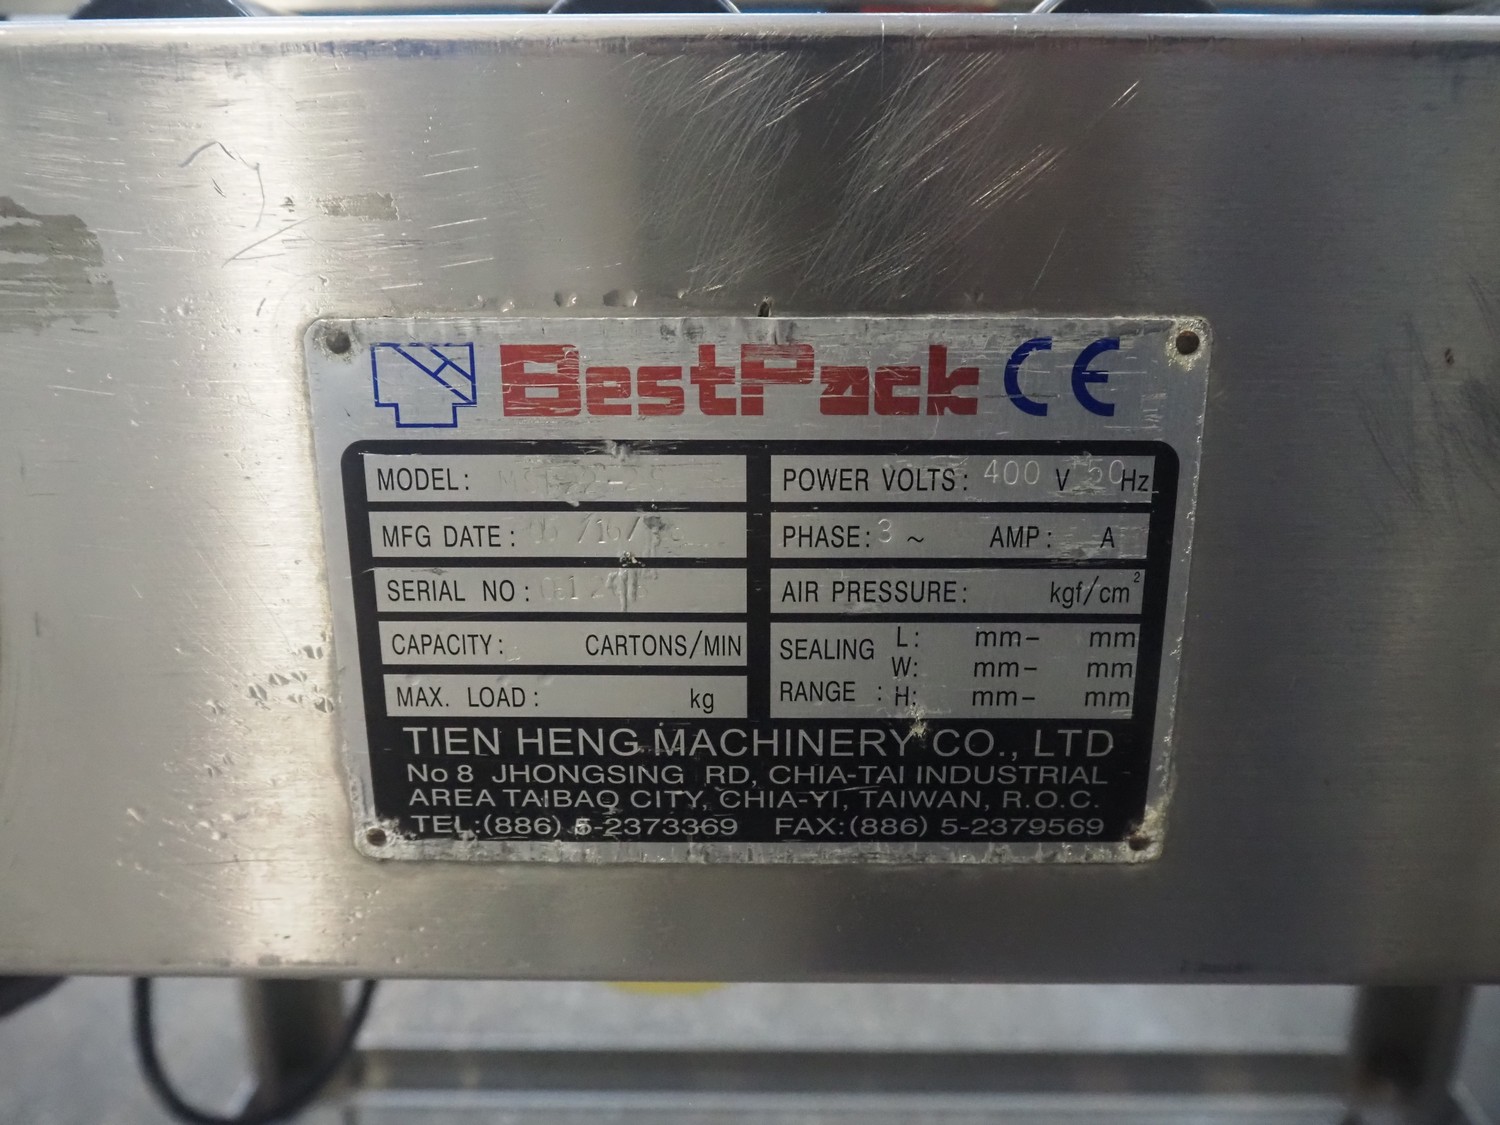 BestPack CE
MODEL:
MFG DATE:
SERIAL NO:
CAPACITY: CARTONS/MIN
MAX. LOAD: kg
POWER VOLTS: 400 V 50 Hz
PHASE: 3 ~ AMP: A
AIR PRESSURE: kgf/cm²
SEALING RANGE :
L: mm- mm
W: mm- mm
H: mm- mm
TIEN HENG MACHINERY CO., LTD
No 8 JHONGSING RD, CHIA-TAI INDUSTRIAL
AREA TAIBAO CITY, CHIA-YI, TAIWAN, R.O.C.
TEL:(886) 5-2373369 FAX:(886) 5-2379569